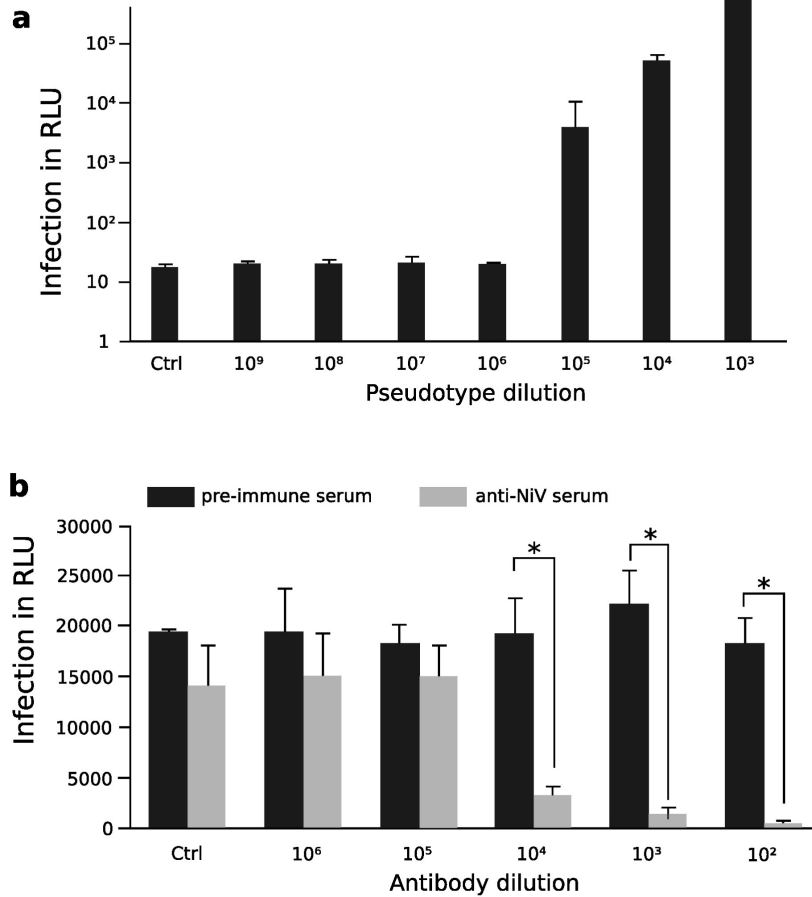 a
Infection in RLU
10⁵
10⁴
10³
10²
10
1
Ctrl 10⁹ 10⁸ 10⁷ 10⁶ 10⁵ 10⁴ 10³
Pseudotype dilution
b
pre-immune serum anti-NiV serum
Infection in RLU
30000
25000
20000
15000
10000
5000
0
* * *
Ctrl 10⁶ 10⁵ 10⁴ 10³ 10²
Antibody dilution